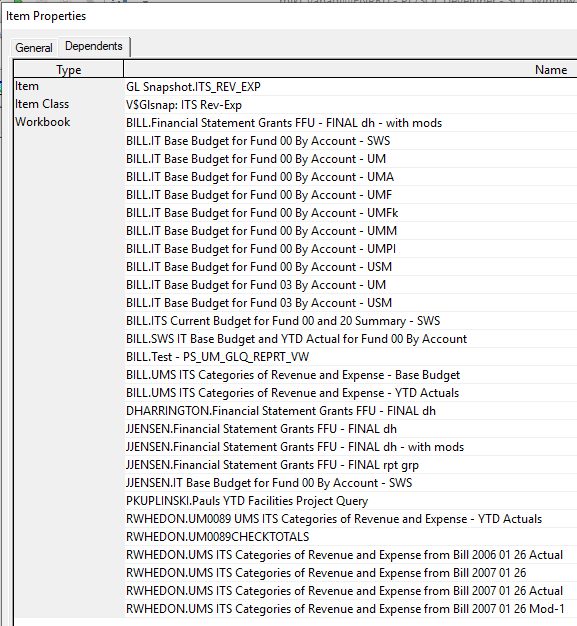 Item Properties
General Dependents
Type Name
Item GL Snapshot.ITS_REV_EXP
Item Class V$Glsnap: ITS Rev-Exp
Workbook BILL.Financial Statement Grants FFU - FINAL dh - with mods
BILL.IT Base Budget for Fund 00 By Account - SWS
BILL.IT Base Budget for Fund 00 By Account - UM
BILL.IT Base Budget for Fund 00 By Account - UMA
BILL.IT Base Budget for Fund 00 By Account - UMF
BILL.IT Base Budget for Fund 00 By Account - UMFk
BILL.IT Base Budget for Fund 00 By Account - UMM
BILL.IT Base Budget for Fund 00 By Account - UMPI
BILL.IT Base Budget for Fund 00 By Account - USM
BILL.IT Base Budget for Fund 03 By Account - UM
BILL.IT Base Budget for Fund 03 By Account - USM
BILL.ITS Current Budget for Fund 00 and 20 Summary - SWS
BILL.SWS IT Base Budget and YTD Actual for Fund 00 By Account
BILL.Test - PS_UM_GLQ_REPRT_VW
BILL.UMS ITS Categories of Revenue and Expense - Base Budget
BILL.UMS ITS Categories of Revenue and Expense - YTD Actuals
DHARRINGTON.Financial Statement Grants FFU - FINAL dh
JJENSEN.Financial Statement Grants FFU - FINAL dh
JJENSEN.Financial Statement Grants FFU - FINAL dh - with mods
JJENSEN.Financial Statement Grants FFU - FINAL rpt grp
JJENSEN.IT Base Budget for Fund 00 By Account - SWS
PKUPLINSKI.Pauls YTD Facilities Project Query
RWHEDON.UM0089 UMS ITS Categories of Revenue and Expense - YTD Actuals
RWHEDON.UM0089CHECKTOTALS
RWHEDON.UMS ITS Categories of Revenue and Expense from Bill 2006 01 26 Actual
RWHEDON.UMS ITS Categories of Revenue and Expense from Bill 2007 01 26
RWHEDON.UMS ITS Categories of Revenue and Expense from Bill 2007 01 26 Actual
RWHEDON.UMS ITS Categories of Revenue and Expense from Bill 2007 01 26 Mod-1